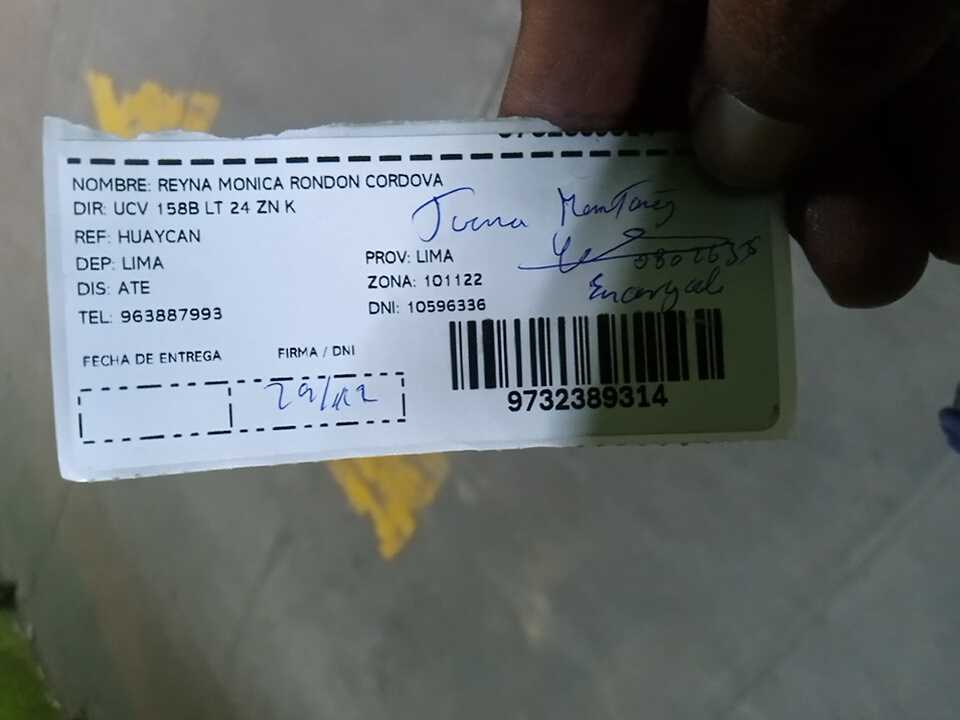 NOMBRE: REYNA MONICA RONDON CORDOVA
DIR: UCV 158B LT 24 ZN K
REF: HUAYCAN
DEP: LIMA
PROV: LIMA
DIS: ATE
ZONA: 101122
TEL: 963887993
DNI: 10596336
FECHA DE ENTREGA
FIRMA / DNI
29/12
9732389314